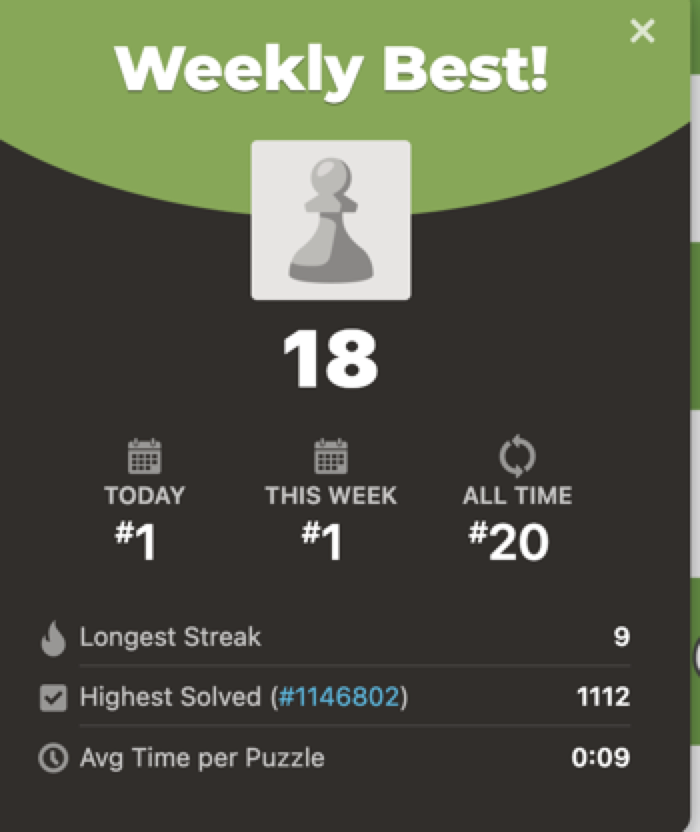 Weekly Best!
18
TODAY THIS WEEK ALL TIME
#1 #1 #20
Longest Streak 9
Highest Solved (#1146802) 1112
Avg Time per Puzzle 0:09